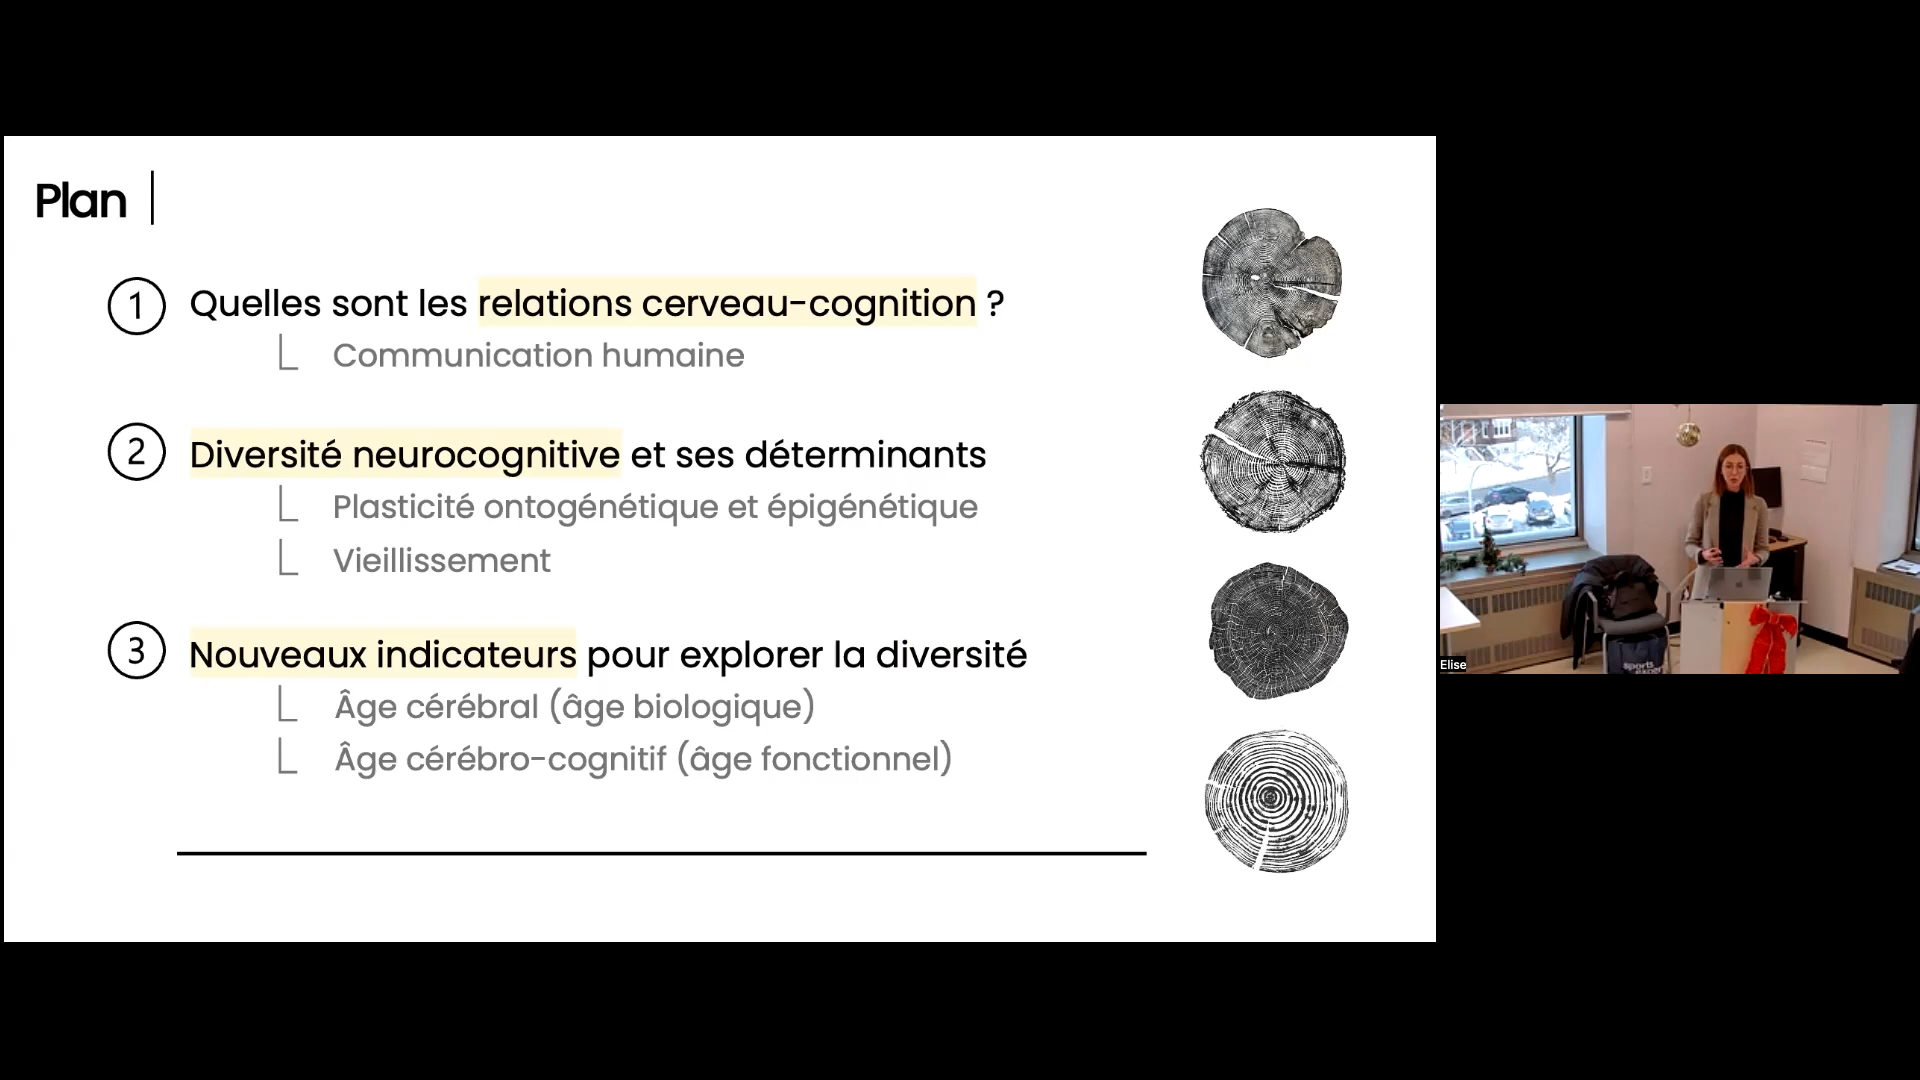 Plan
1 Quelles sont les relations cerveau-cognition ?
Communication humaine
2 Diversité neurocognitive et ses déterminants
Plasticité ontogénétique et épigénétique
Vieillissement
3 Nouveaux indicateurs pour explorer la diversité
Âge cérébral (âge biologique)
Âge cérébro-cognitif (âge fonctionnel)
Elise
sports